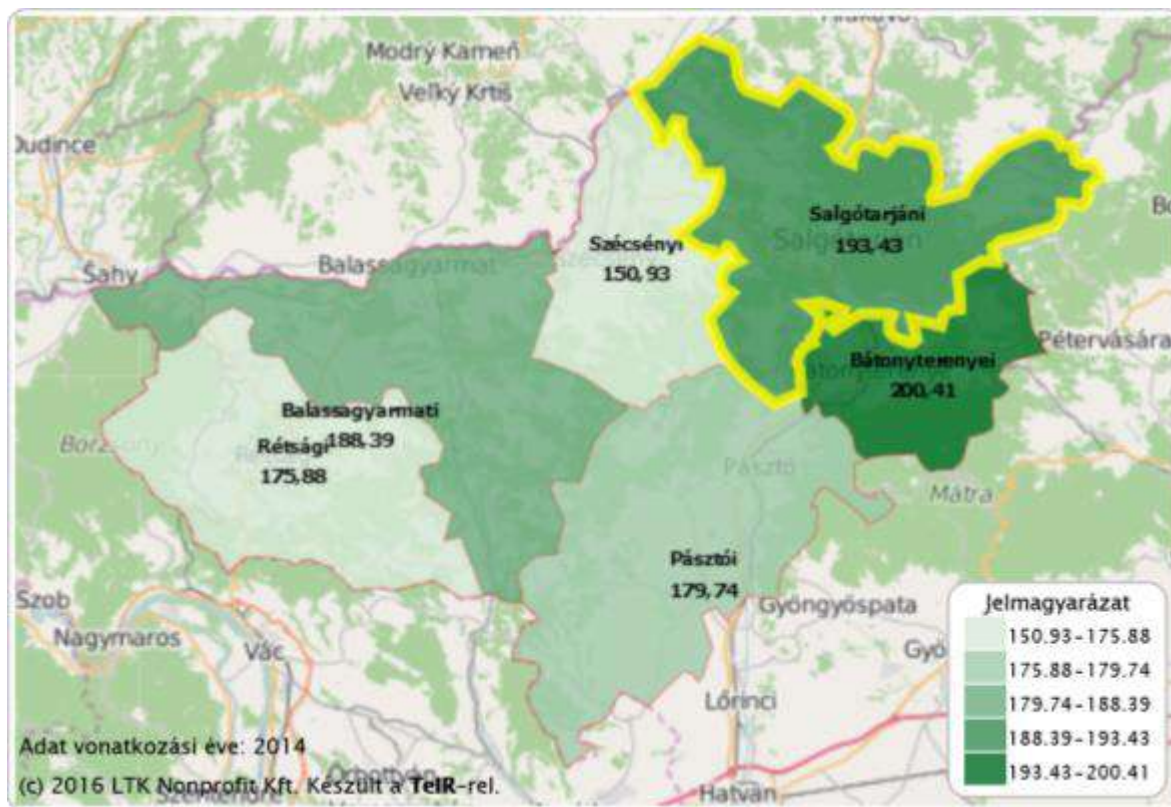 Modrý Kameň
Veľký Krtíš
Dudince
Šahy
Balassagyarmat
Salgótarjáni
193,43
Szécsényi
150,93
Pétervására
Bátonyterenyei
200,41
Balassagyarmati
188,39
Rétsági
175,88
Pásztó
Mátra
Pásztói
179,74
Szob
Nagymaros
Vác
Gyöngyöspata
Lőrinci
Hatvan
Jelmagyarázat
150.93-175.88
175.88-179.74
179.74-188.39
188.39-193.43
193.43-200.41
Adat vonatkozási éve: 2014
(c) 2016 LTK Nonprofit Kft. Készült a TeIR-rel.